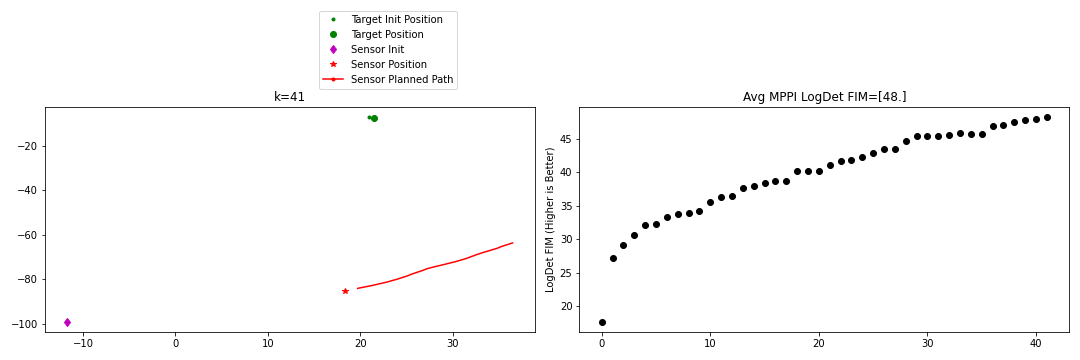 Target Init Position
Target Position
Sensor Init
Sensor Position
Sensor Planned Path
k=41
−20
−40
−60
−80
−100
−10
0
10
20
30
Avg MPPI LogDet FIM=[48.]
LogDet FIM (Higher is Better)
45
40
35
30
25
20
0
10
20
30
40